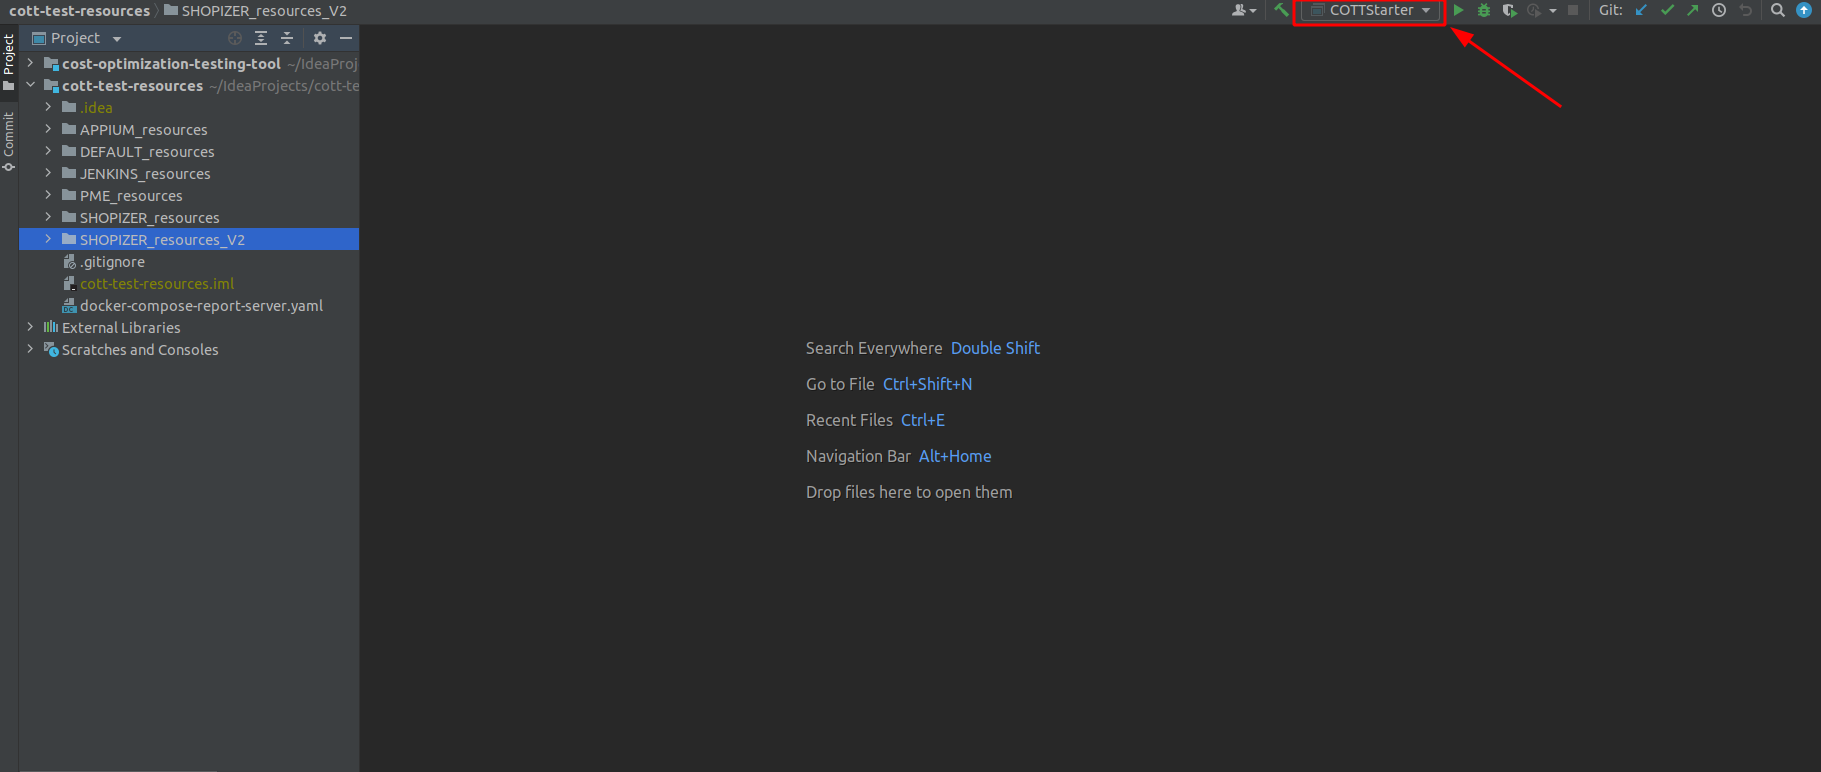 cott-test-resources SHOPIZER_resources_V2
COTTStarter
Git:
Project
Commit
Project
cost-optimization-testing-tool ~/IdeaProj
cott-test-resources ~/IdeaProjects/cott-te
.idea
APPIUM_resources
DEFAULT_resources
JENKINS_resources
PME_resources
SHOPIZER_resources
SHOPIZER_resources_V2
.gitignore
cott-test-resources.iml
docker-compose-report-server.yaml
External Libraries
Scratches and Consoles
Search Everywhere Double Shift
Go to File Ctrl+Shift+N
Recent Files Ctrl+E
Navigation Bar Alt+Home
Drop files here to open them